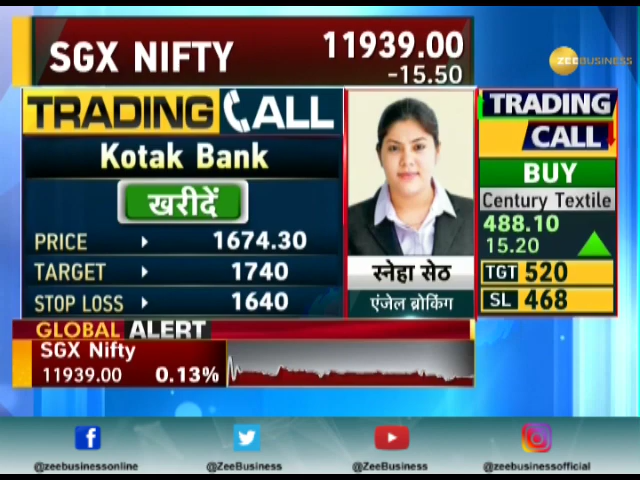 SGX NIFTY
11939.00
-15.50
ZEEBUSINESS
TRADING CALL
Kotak Bank
खरीदें
PRICE 1674.30
TARGET 1740
STOP LOSS 1640
स्नेहा सेठ
एंजेल ब्रोकिंग
TRADING
CALL
BUY
Century Textile
488.10
15.20
TGT 520
SL 468
GLOBAL ALERT
SGX Nifty
11939.00 0.13%
@zeebusinessonline
@ZeeBusiness
@ZeeBusiness
@zeebusinessofficial